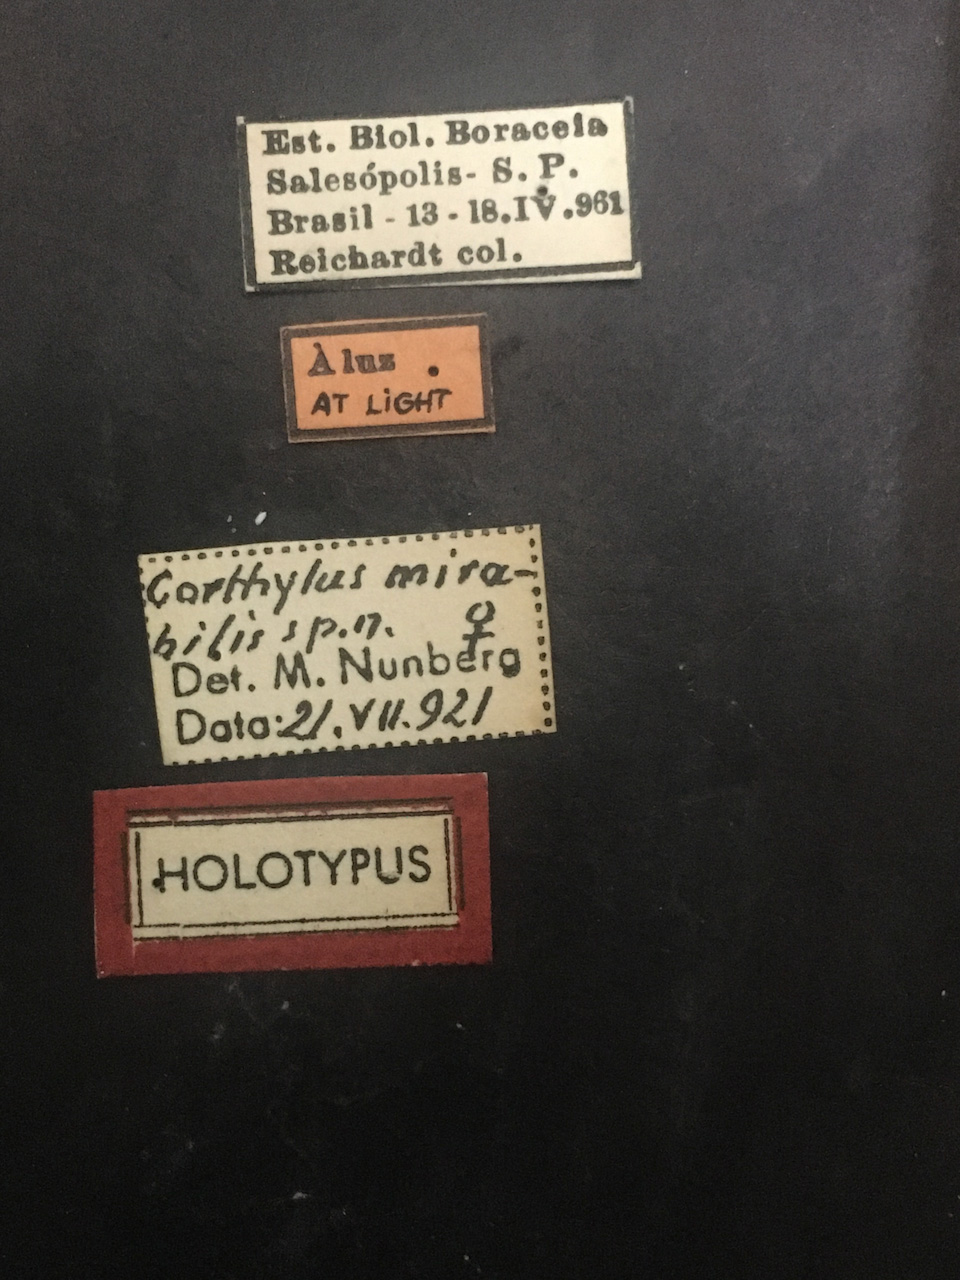 Est. Biol. Boraceia
Salesópolis- S. P.
Brasil - 13 - 18.IV.961
Reichardt col.
À luz .
AT LIGHT
Corthylus mira-
bilis sp.n. ♀
Det. M. Nunberg
Data: 21.VII.921
HOLOTYPUS